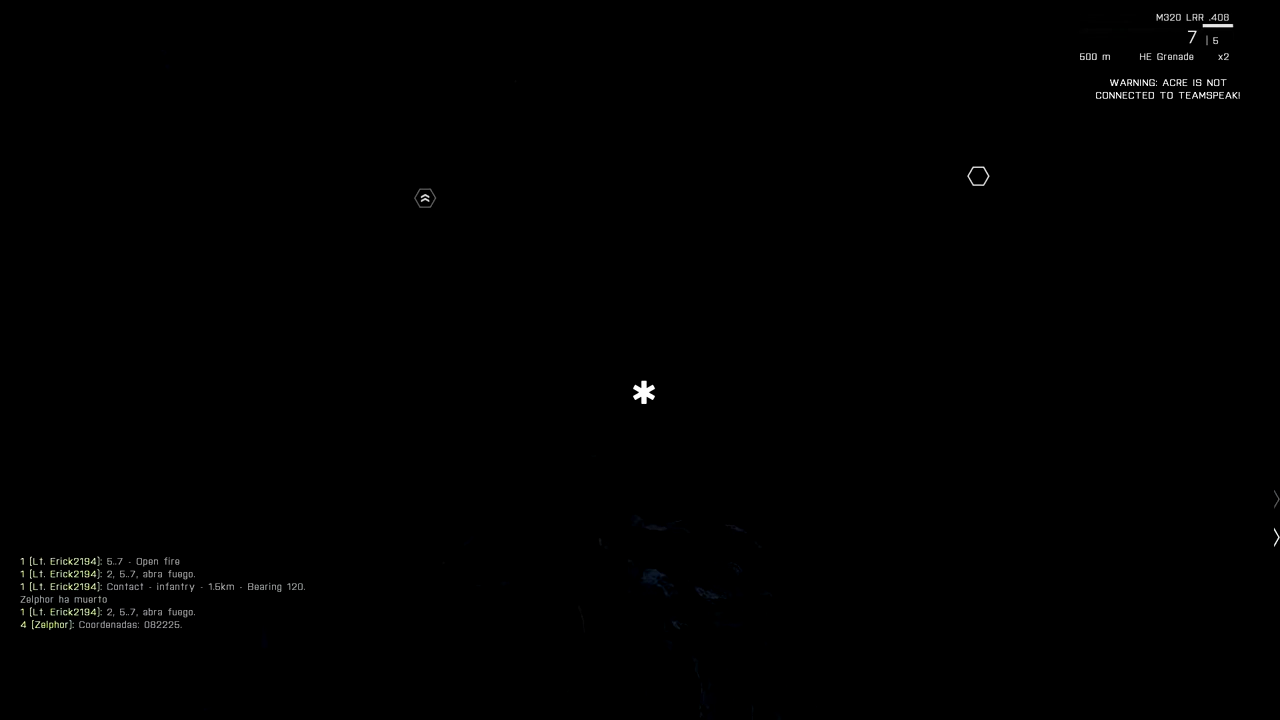 M320 LRR .408
7 | 5
500 m HE Grenade x2
WARNING: ACRE IS NOT
CONNECTED TO TEAMSPEAK!
1 (Lt. Erick2194): 5..7 - Open fire
1 (Lt. Erick2194): 2, 5..7, abra fuego.
1 (Lt. Erick2194): Contact - infantry - 1.5km - Bearing 120.
Zelphor ha muerto
1 (Lt. Erick2194): 2, 5..7, abra fuego.
4 (Zelphor): Coordenadas: 082225.